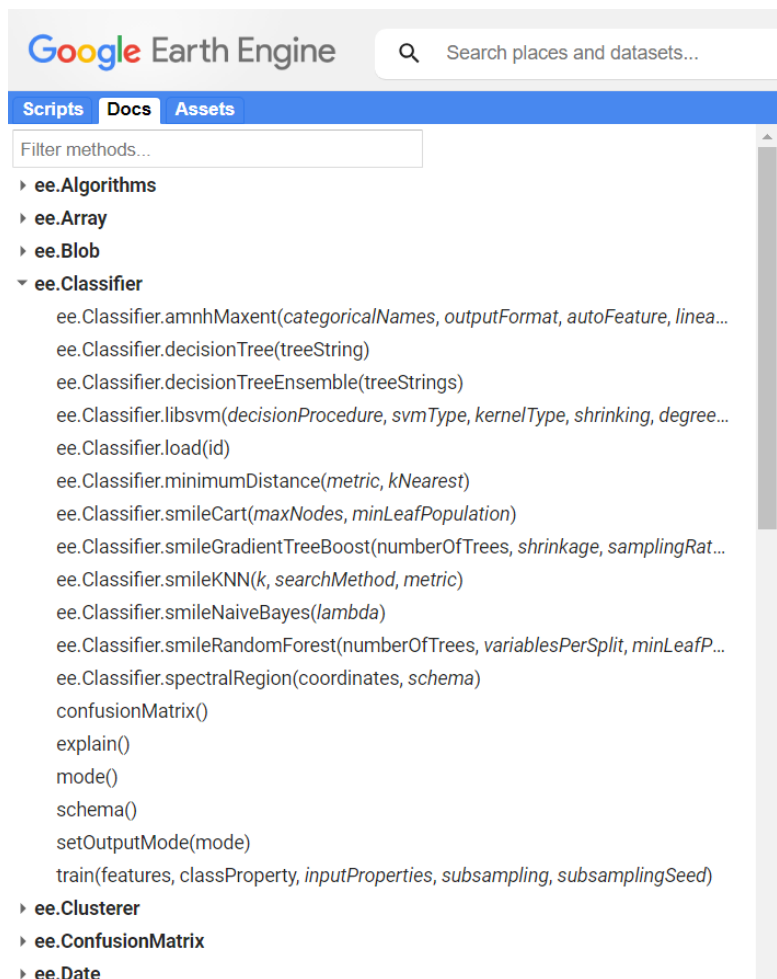 Google Earth Engine
Search places and datasets...
Scripts Docs Assets
Filter methods...
ee.Algorithms
ee.Array
ee.Blob
ee.Classifier
ee.Classifier.amnhMaxent(categoricalNames, outputFormat, autoFeature, linea...
ee.Classifier.decisionTree(treeString)
ee.Classifier.decisionTreeEnsemble(treeStrings)
ee.Classifier.libsvm(decisionProcedure, svmType, kernelType, shrinking, degree...
ee.Classifier.load(id)
ee.Classifier.minimumDistance(metric, kNearest)
ee.Classifier.smileCart(maxNodes, minLeafPopulation)
ee.Classifier.smileGradientTreeBoost(numberOfTrees, shrinkage, samplingRat...
ee.Classifier.smileKNN(k, searchMethod, metric)
ee.Classifier.smileNaiveBayes(lambda)
ee.Classifier.smileRandomForest(numberOfTrees, variablesPerSplit, minLeafP...
ee.Classifier.spectralRegion(coordinates, schema)
confusionMatrix()
explain()
mode()
schema()
setOutputMode(mode)
train(features, classProperty, inputProperties, subsampling, subsamplingSeed)
ee.Clusterer
ee.ConfusionMatrix
ee.Date